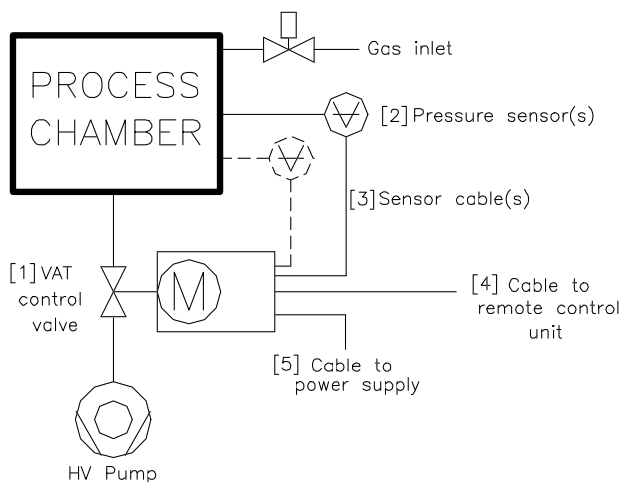 PROCESS
CHAMBER
Gas inlet
[2]Pressure sensor(s)
[3]Sensor cable(s)
[1]VAT
control
valve
M
[4] Cable to
remote control
unit
[5] Cable to
power supply
HV Pump